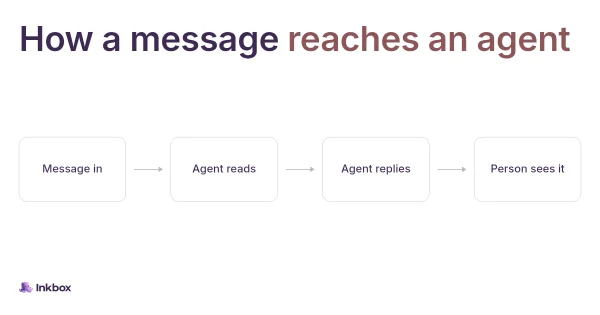 How a message reaches an agent
Message in
Agent reads
Agent replies
Person sees it
Inkbox